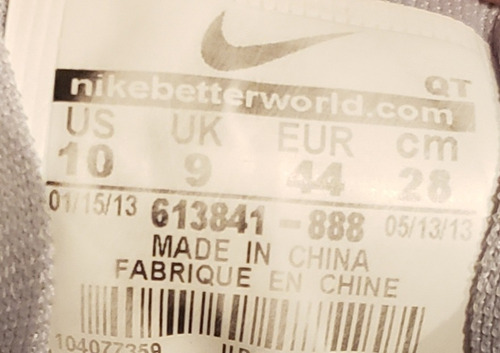 QT
nikebetterworld.com
US UK EUR cm
10 9 44 28
01/15/13 613841-888 05/13/13
MADE IN CHINA
FABRIQUE EN CHINE
104077359